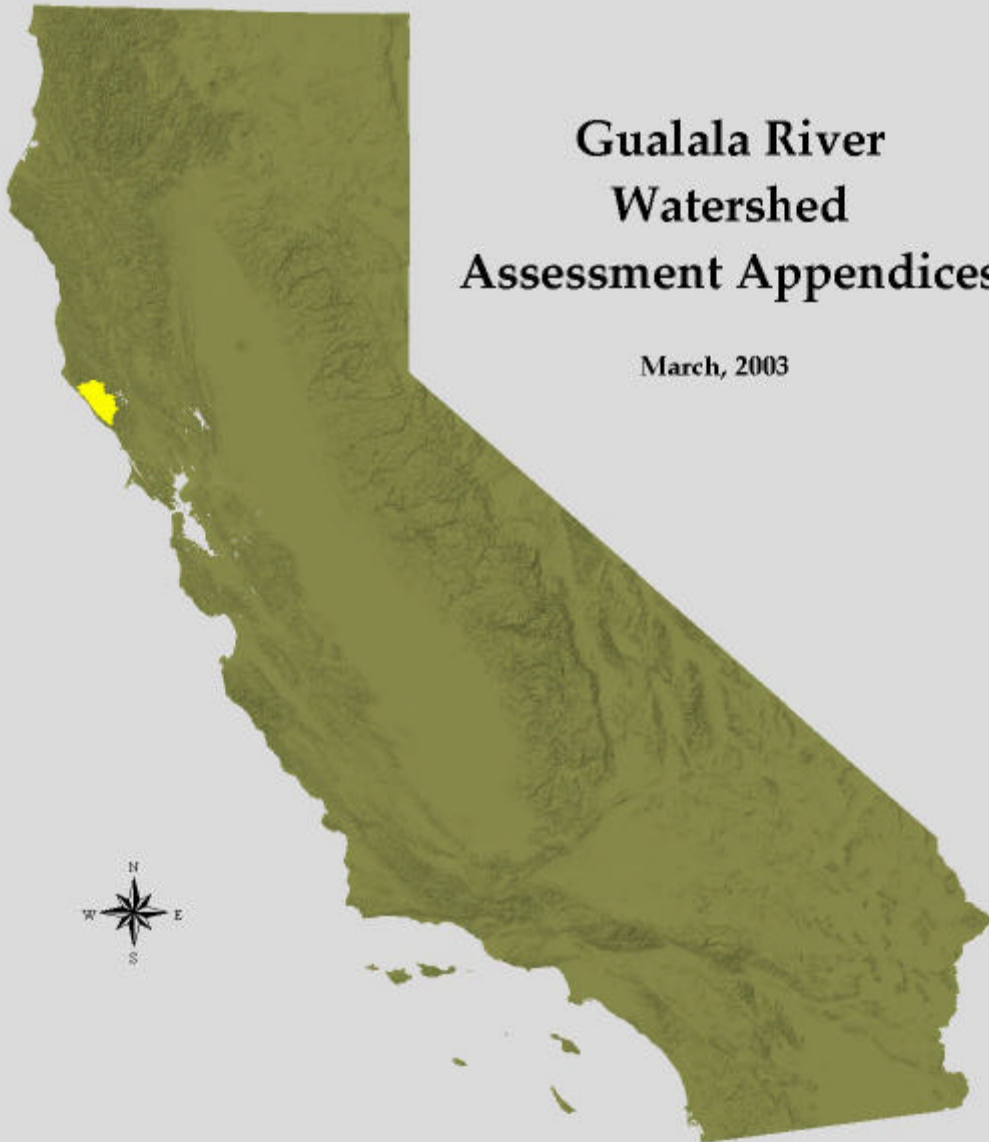 Gualala River
Watershed
Assessment Appendices
March, 2003
N
W E
S